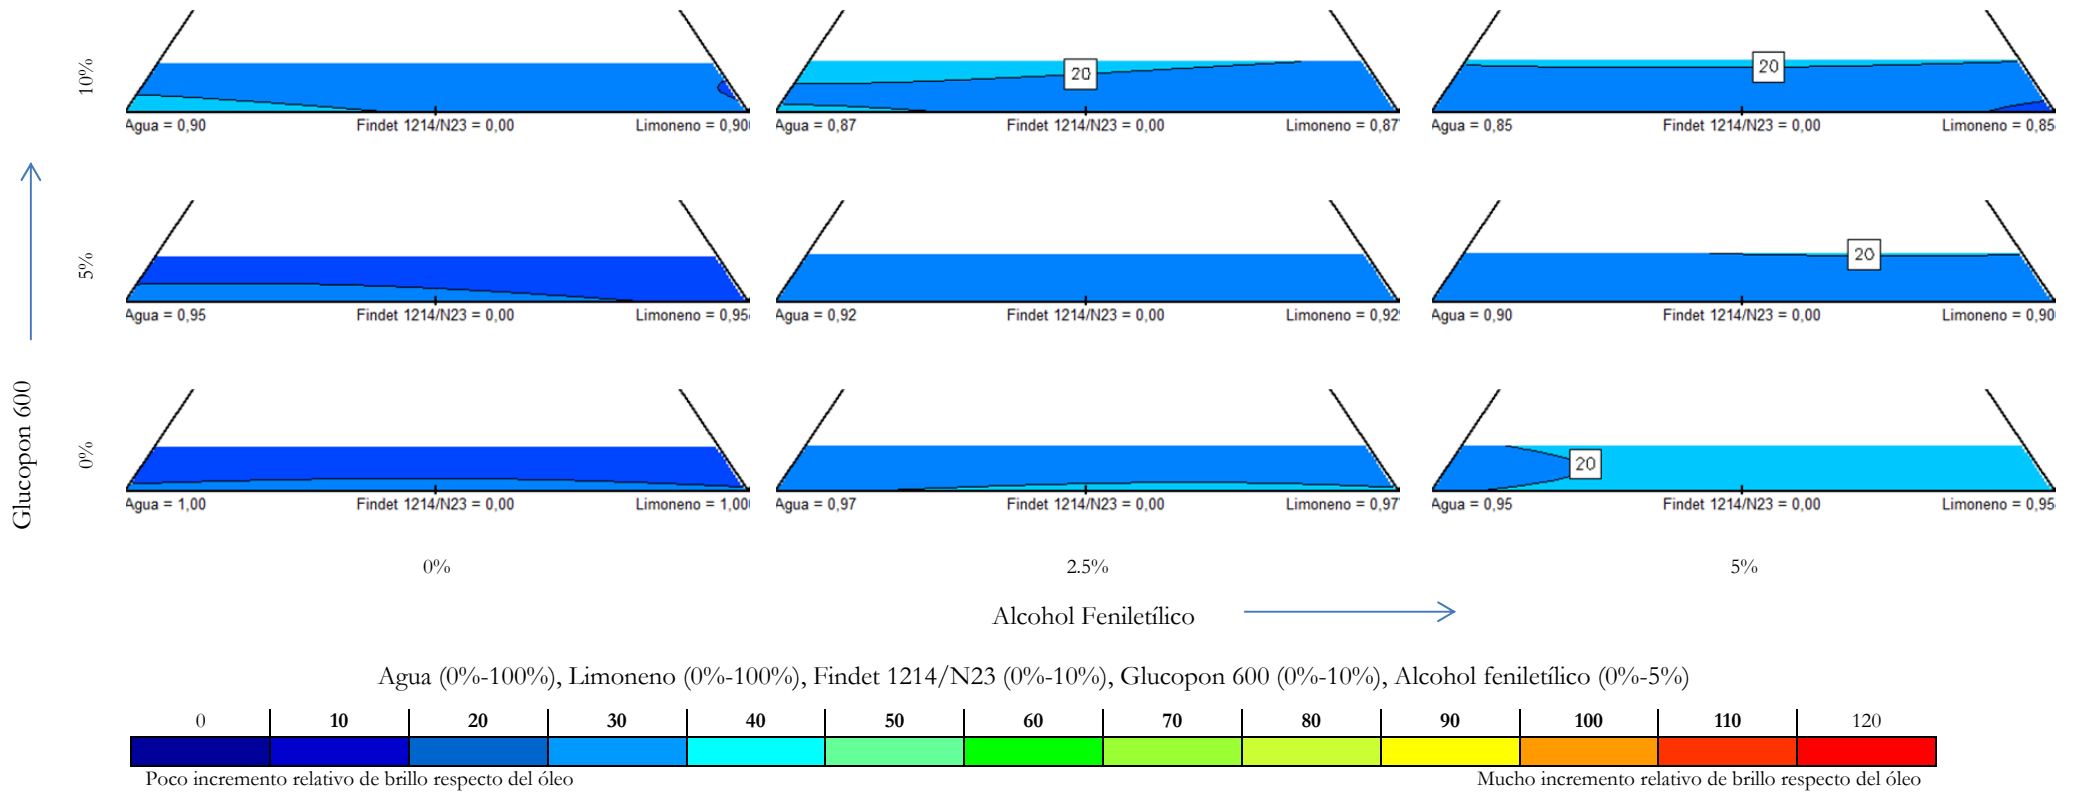 10%
20
20
Agua = 0,90 Findet 1214/N23 = 0,00 Limoneno = 0,90
Agua = 0,87 Findet 1214/N23 = 0,00 Limoneno = 0,87
Agua = 0,85 Findet 1214/N23 = 0,00 Limoneno = 0,85
5%
20
Agua = 0,95 Findet 1214/N23 = 0,00 Limoneno = 0,95
Agua = 0,92 Findet 1214/N23 = 0,00 Limoneno = 0,92
Agua = 0,90 Findet 1214/N23 = 0,00 Limoneno = 0,90
Glucopon 600
0%
20
Agua = 1,00 Findet 1214/N23 = 0,00 Limoneno = 1,00
Agua = 0,97 Findet 1214/N23 = 0,00 Limoneno = 0,97
Agua = 0,95 Findet 1214/N23 = 0,00 Limoneno = 0,95
0% 2.5% 5%
Alcohol Feniletílico
Agua (0%-100%), Limoneno (0%-100%), Findet 1214/N23 (0%-10%), Glucopon 600 (0%-10%), Alcohol feniletílico (0%-5%)
0 10 20 30 40 50 60 70 80 90 100 110 120
Poco incremento relativo de brillo respecto del óleo
Mucho incremento relativo de brillo respecto del óleo